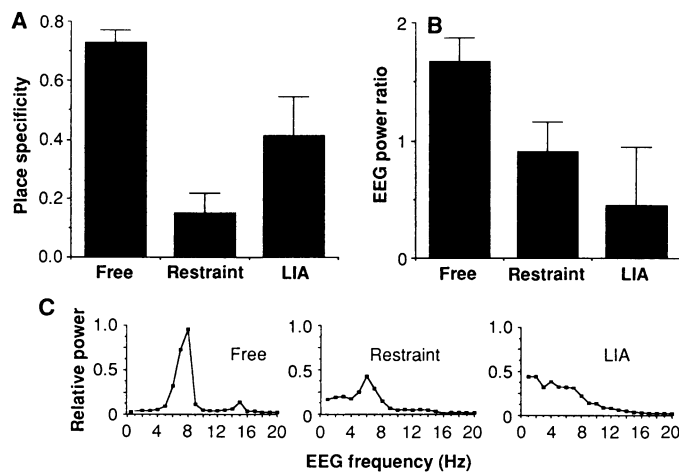 A
B
Place specificity
0.8
0.6
0.4
0.2
0.0
Free Restraint LIA
EEG power ratio
2
1
0
Free Restraint LIA
C
Relative power
1.0
0.5
0
Free
0 4 8 12 16 20
1.0
0.5
0
Restraint
0 4 8 12 16 20
1.0
0.5
0
LIA
0 4 8 12 16 20
EEG frequency (Hz)